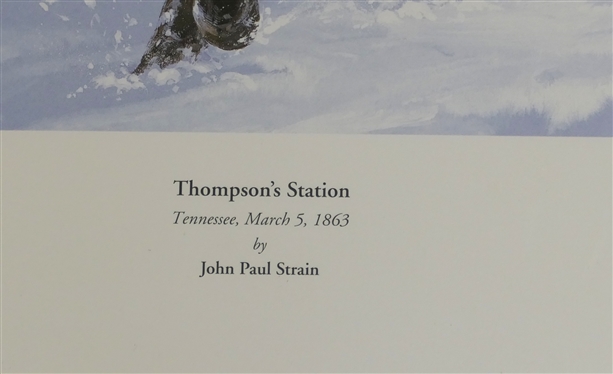 Thompson's Station
Tennessee, March 5, 1863
by
John Paul Strain